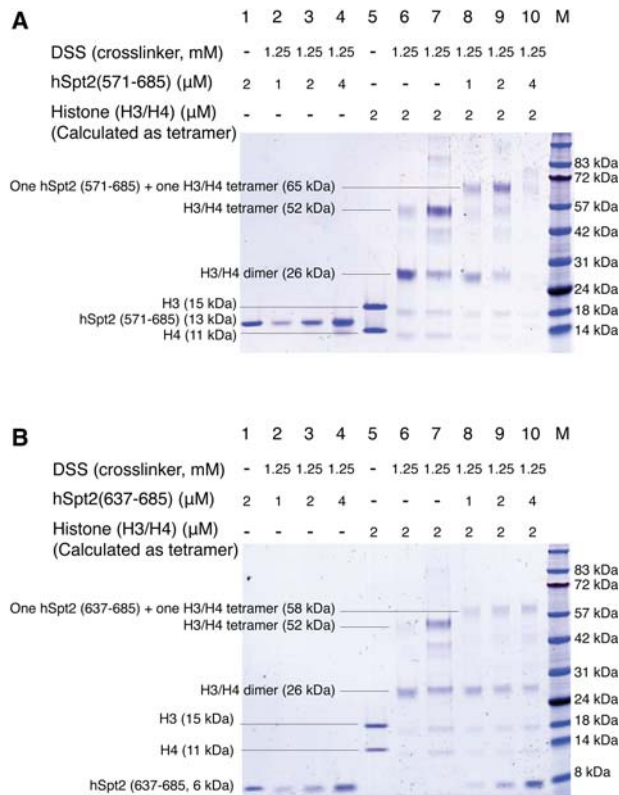 A
1 2 3 4 5 6 7 8 9 10 M
DSS (crosslinker, mM) - 1.25 1.25 1.25 - 1.25 1.25 1.25 1.25 1.25
hSpt2(571-685) (μM) 2 1 2 4 - - - 1 2 4
Histone (H3/H4) (μM) - - - - 2 2 2 2 2 2
(Calculated as tetramer)
83 kDa
72 kDa
One hSpt2 (571-685) + one H3/H4 tetramer (65 kDa)
H3/H4 tetramer (52 kDa) 57 kDa
42 kDa
31 kDa
H3/H4 dimer (26 kDa)
24 kDa
H3 (15 kDa) 18 kDa
hSpt2 (571-685) (13 kDa)
H4 (11 kDa) 14 kDa
B
1 2 3 4 5 6 7 8 9 10 M
DSS (crosslinker, mM) - 1.25 1.25 1.25 - 1.25 1.25 1.25 1.25 1.25
hSpt2(637-685) (μM) 2 1 2 4 - - - 1 2 4
Histone (H3/H4) (μM) - - - - 2 2 2 2 2 2
(Calculated as tetramer)
83 kDa
72 kDa
One hSpt2 (637-685) + one H3/H4 tetramer (58 kDa) 57 kDa
H3/H4 tetramer (52 kDa)
42 kDa
31 kDa
H3/H4 dimer (26 kDa)
24 kDa
H3 (15 kDa) 18 kDa
H4 (11 kDa) 14 kDa
8 kDa
hSpt2 (637-685, 6 kDa)